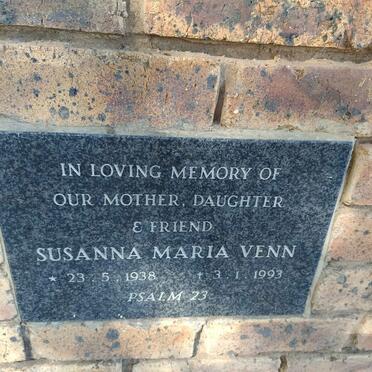 IN LOVING MEMORY OF
OUR MOTHER, DAUGHTER
& FRIEND
SUSANNA MARIA VENN
* 23.5.1938 † 3.1.1993
PSALM 23